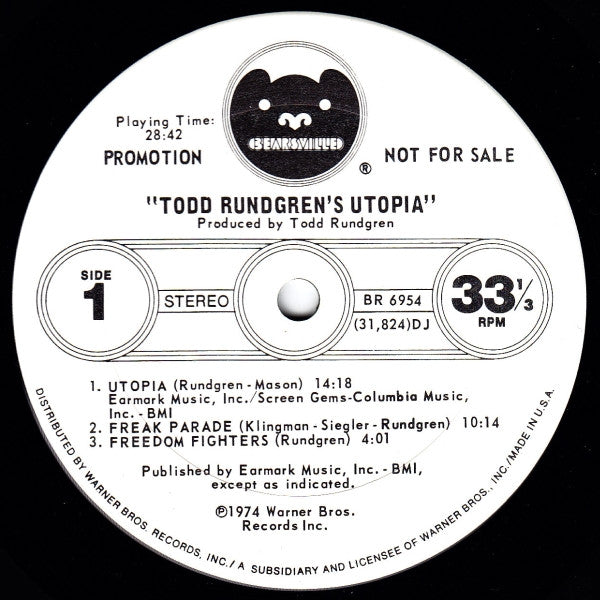 BEARSVILLE
®
Playing Time:
28:42
PROMOTION
NOT FOR SALE
"TODD RUNDGREN'S UTOPIA"
Produced by Todd Rundgren
SIDE
1
STEREO
BR 6954
(31,824)DJ
33 1/3
RPM
1. UTOPIA (Rundgren-Mason) 14:18
Earmark Music, Inc./Screen Gems-Columbia Music,
Inc. - BMI
2. FREAK PARADE (Klingman-Siegler-Rundgren) 10:14
3. FREEDOM FIGHTERS (Rundgren) 4:01
Published by Earmark Music, Inc. - BMI,
except as indicated.
℗1974 Warner Bros.
Records Inc.
DISTRIBUTED BY WARNER BROS. RECORDS, INC./A SUBSIDIARY AND LICENSEE OF WARNER BROS., INC./MADE IN U.S.A.